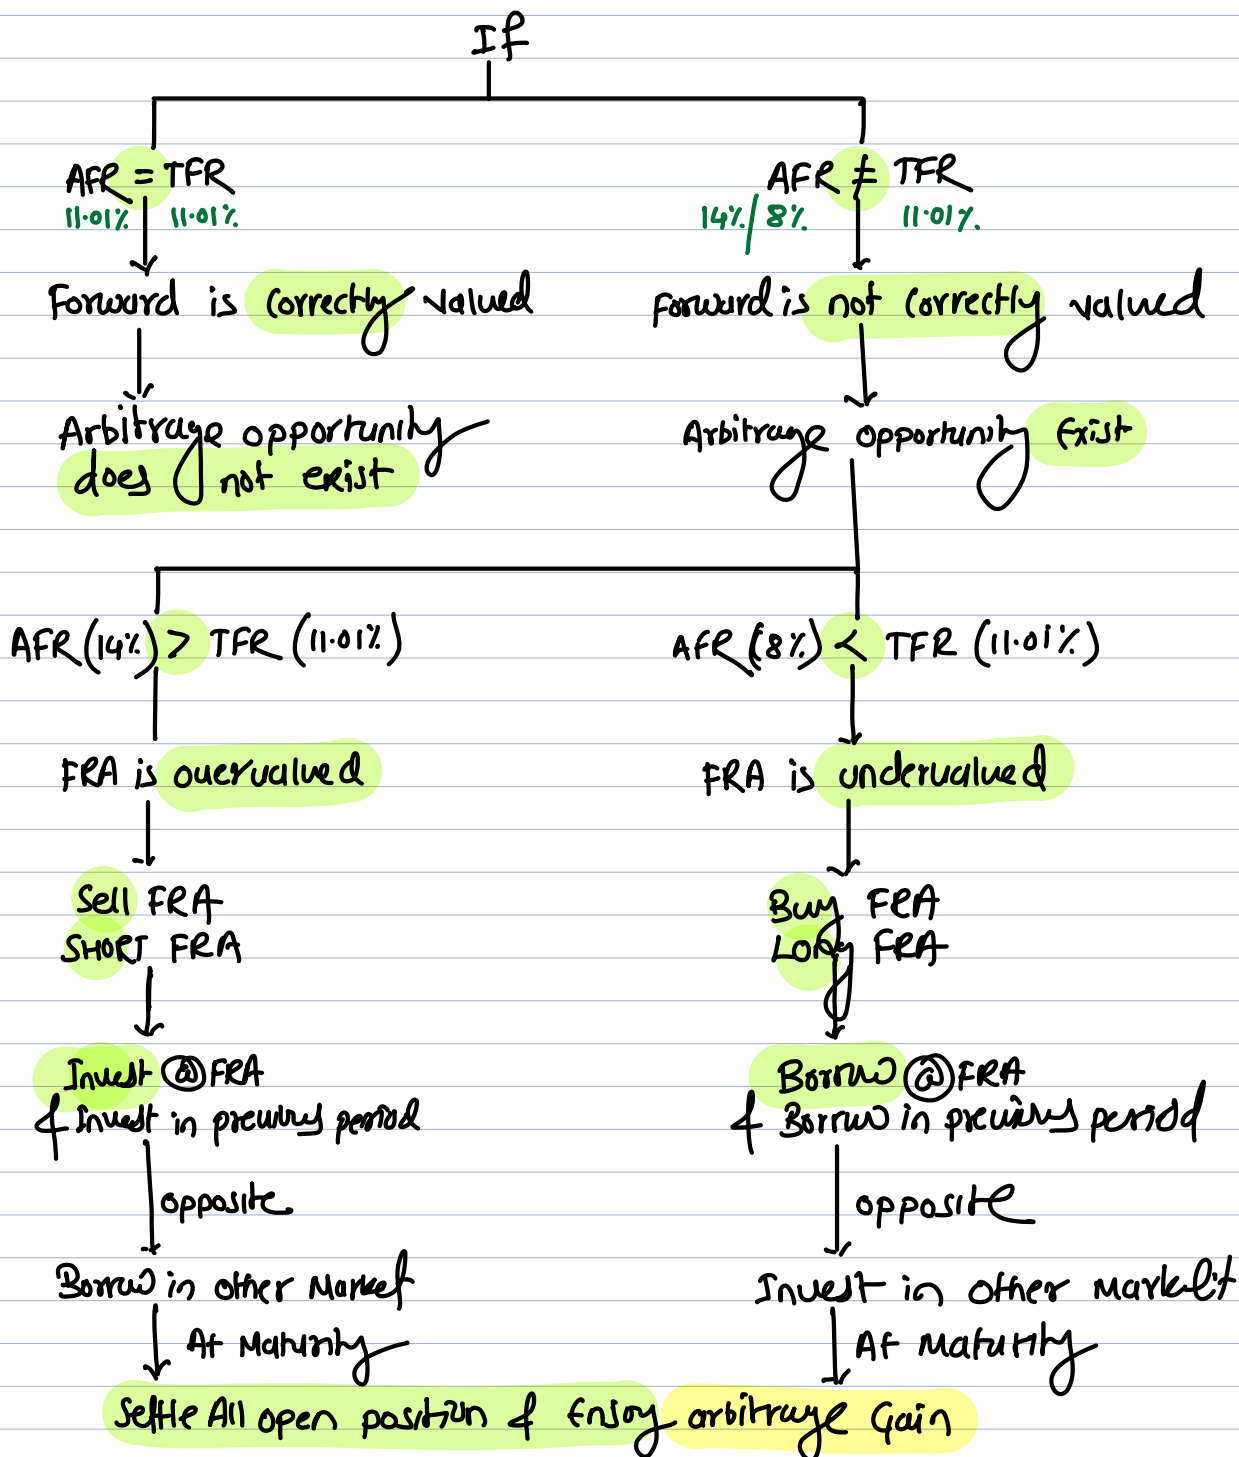 If
AFR = TFR
11.01% 11.01%
AFR ≠ TFR
14%/8% 11.01%
Forward is correctly valued
Forward is not correctly valued
Arbitrage opportunity
does not exist
Arbitrage opportunity Exist
AFR (14%) > TFR (11.01%)
AFR (8%) < TFR (11.01%)
FRA is overvalued
FRA is undervalued
Sell FRA
SHORT FRA
Buy FRA
Long FRA
Invest @ FRA
& Invest in previous period
Borrow @ FRA
& Borrow in previous period
opposite
opposite
Borrow in other Market
Invest in other Market
At Maturity
At Maturity
Settle All open position & Enjoy arbitrage Gain